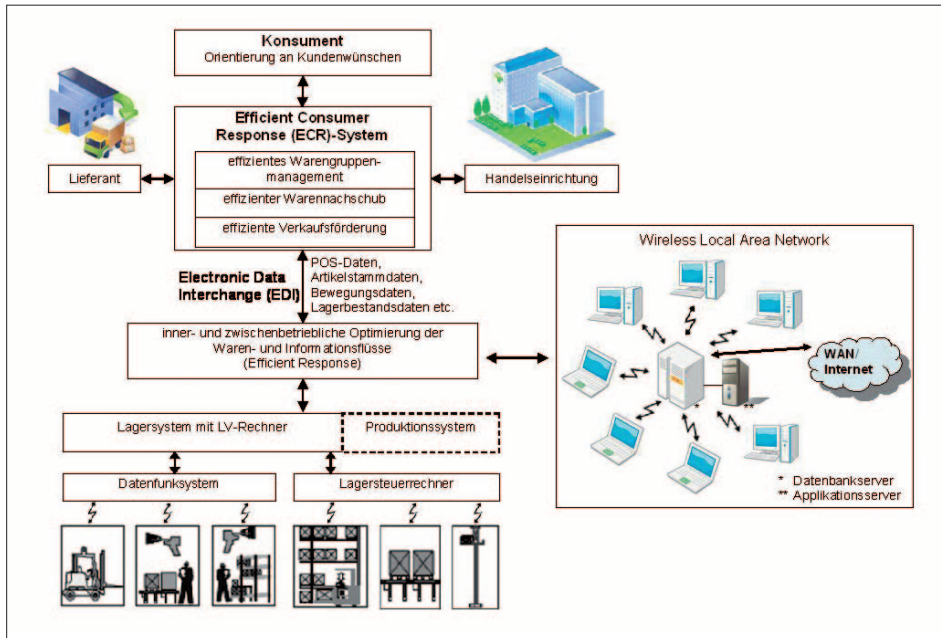 Konsument
Orientierung an Kundenwünschen
Efficient Consumer
Response (ECR)-System
effizientes Warengruppen-
management
effizienter Warennachschub
effiziente Verkaufsförderung
Lieferant
Handelseinrichtung
Electronic Data
Interchange (EDI)
POS-Daten,
Artikelstammdaten,
Bewegungsdaten,
Lagerbestandsdaten etc.
inner- und zwischenbetriebliche Optimierung der
Waren- und Informationsflüsse
(Efficient Response)
Lagersystem mit LV-Rechner
Produktionssystem
Datenfunksystem
Lagersteuerrechner
Wireless Local Area Network
WAN/
Internet
*
**
* Datenbankserver
** Applikationsserver